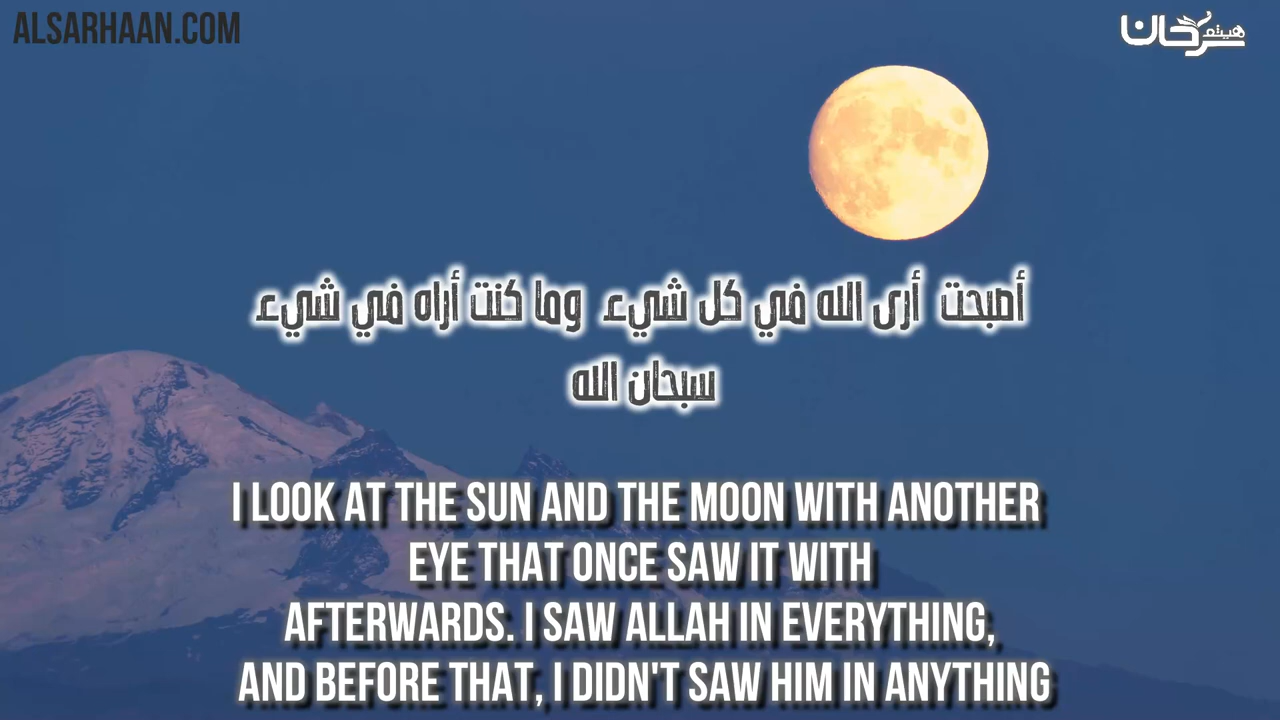 ALSARHAAN.COM
هيثم سرحان
أصبحت أرى الله في كل شيء وما كنت أراه في شيء
سبحان الله
I LOOK AT THE SUN AND THE MOON WITH ANOTHER
EYE THAT ONCE SAW IT WITH
AFTERWARDS. I SAW ALLAH IN EVERYTHING,
AND BEFORE THAT, I DIDN'T SAW HIM IN ANYTHING